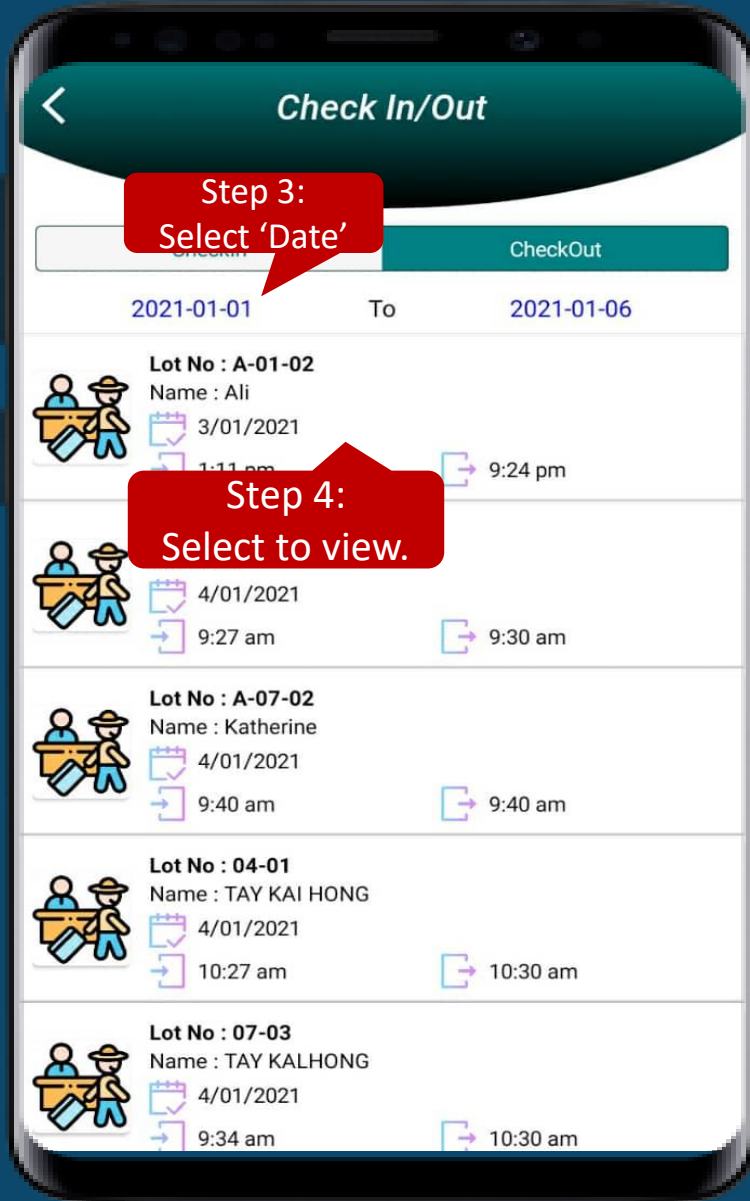 Check In/Out
Step 3:
Select ‘Date’
CheckOut
2021-01-01 To 2021-01-06
Lot No : A-01-02
Name : Ali
3/01/2021
1:11 pm 9:24 pm
Step 4:
Select to view.
4/01/2021
9:27 am 9:30 am
Lot No : A-07-02
Name : Katherine
4/01/2021
9:40 am 9:40 am
Lot No : 04-01
Name : TAY KAI HONG
4/01/2021
10:27 am 10:30 am
Lot No : 07-03
Name : TAY KALHONG
4/01/2021
9:34 am 10:30 am